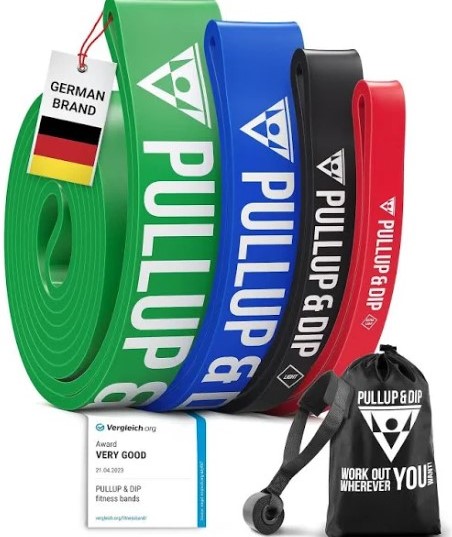 GERMAN
BRAND
PULLUP &
PULLUP & D
PULLUP & DIP
LIGHT
PULLUP & DIP
Vergleich.org
Award
VERY GOOD
21.04.2023
PULLUP & DIP
fitness bands
PULLUP & DIP
WORK OUT
WHEREVER YOU WANT!